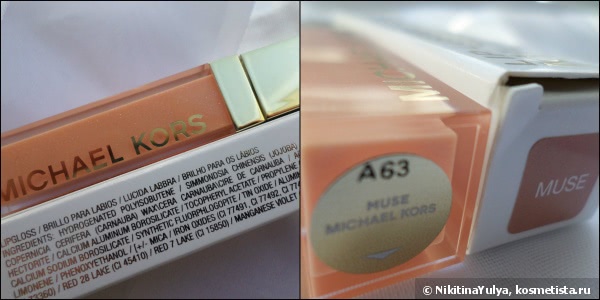 MICHAEL KORS
LIPGLOSS / BRILLO PARA LABIOS / LUCIDA LABBRA / BRILHO PARA OS LÁBIOS
INGREDIENTS: HYDROGENATED POLYISOBUTENE / SIMMONDSIA CHINENSIS (JOJOBA)
COPERNICIA CERIFERA (CARNAUBA) WAX/CERA CARNAUBA/CIRE DE CARNAUBA / A
HECTORITE / CALCIUM ALUMINUM BOROSILICATE / TOCOPHERYL ACETATE / PROPYLENE
CALCIUM SODIUM BOROSILICATE / SYNTHETIC FLUORPHLOGOPITE / TIN OXIDE / ALUMI
LIMONENE / PHENOXYETHANOL / [+/- MICA / IRON OXIDES (CI 77491, CI 77492, CI 774
/ RED 28 LAKE (CI 45410) / RED 7 LAKE (CI 15850) / MANGANESE VIOLET
A63
MUSE
MICHAEL KORS
MUSE
© NikitinaYulya, kosmetista.ru